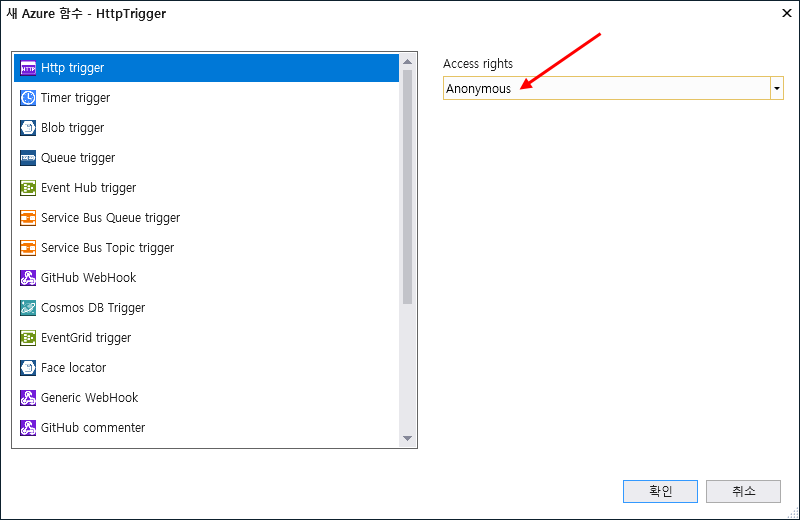 새 Azure 함수 - HttpTrigger
Http trigger
Timer trigger
Blob trigger
Queue trigger
Event Hub trigger
Service Bus Queue trigger
Service Bus Topic trigger
GitHub WebHook
Cosmos DB Trigger
EventGrid trigger
Face locator
Generic WebHook
GitHub commenter
Access rights
Anonymous
확인
취소